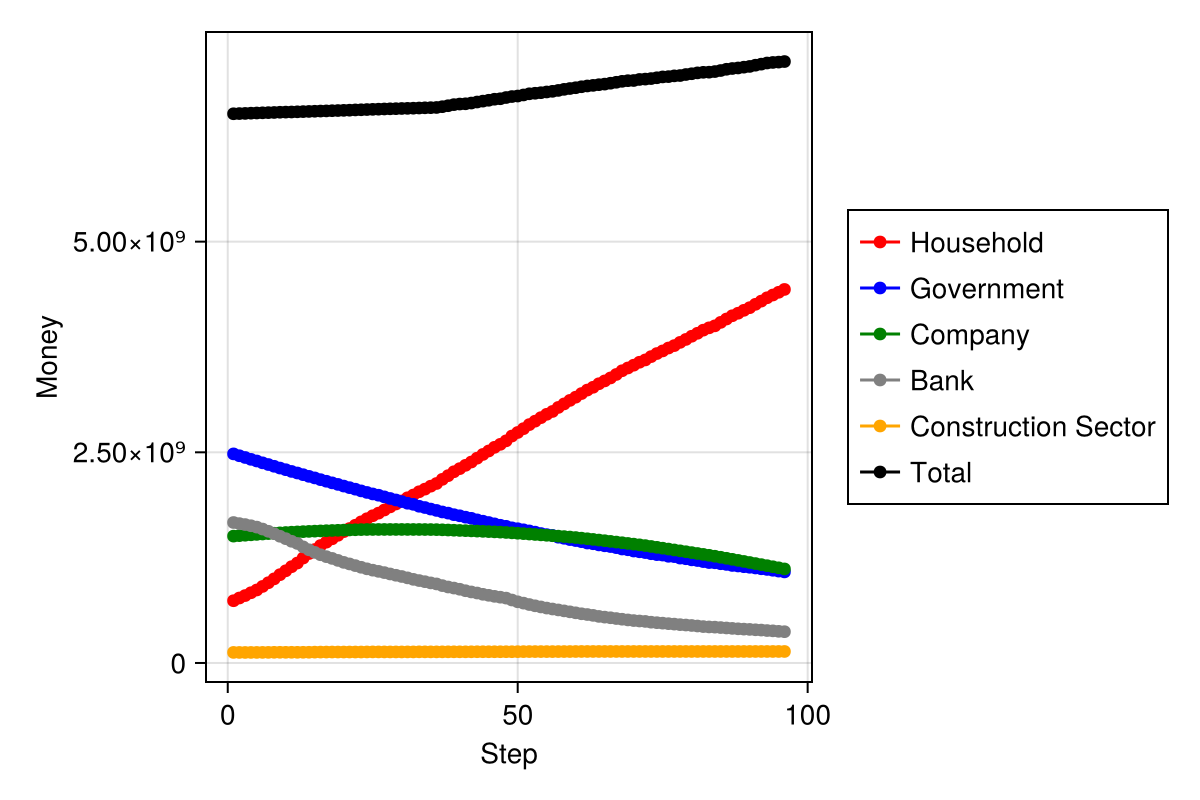 5.00×10⁹
2.50×10⁹
0
Money
0
50
100
Step
Household
Government
Company
Bank
Construction Sector
Total